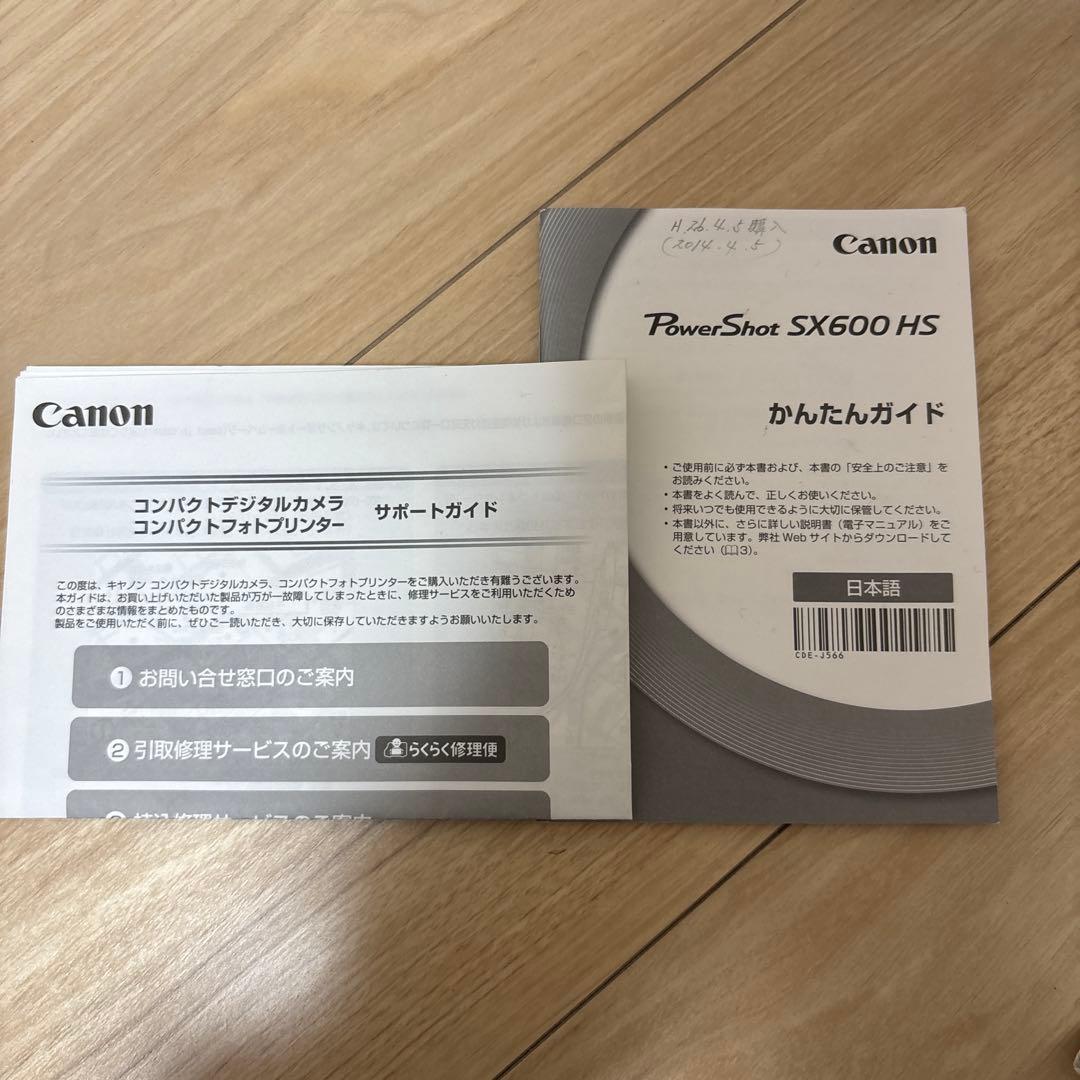 Canon
コンパクトデジタルカメラ
コンパクトフォトプリンター
サポートガイド
この度は、キヤノン コンパクトデジタルカメラ、コンパクトフォトプリンターをご購入いただき有難うございます。
本ガイドは、お買い上げいただいた製品が万が一故障してしまったときに、修理サービスをご利用いただくため
のさまざまな情報をまとめたものです。
製品をご使用いただく前に、ぜひご一読いただき、大切に保存していただきますようお願いいたします。
① お問い合せ窓口のご案内
② 引取修理サービスのご案内 らくらく修理便
H.26.4.5購入
(2014.4.5)
Canon
PowerShot SX600 HS
かんたんガイド
・ご使用前に必ず本書および、本書の「安全上のご注意」を
お読みください。
・本書をよく読んで、正しくお使いください。
・将来いつでも使用できるように大切に保管してください。
・本書以外に、さらに詳しい説明書（電子マニュアル）をご
用意しています。弊社 Web サイトからダウンロードして
ください（3）。
日本語
CDE-J566